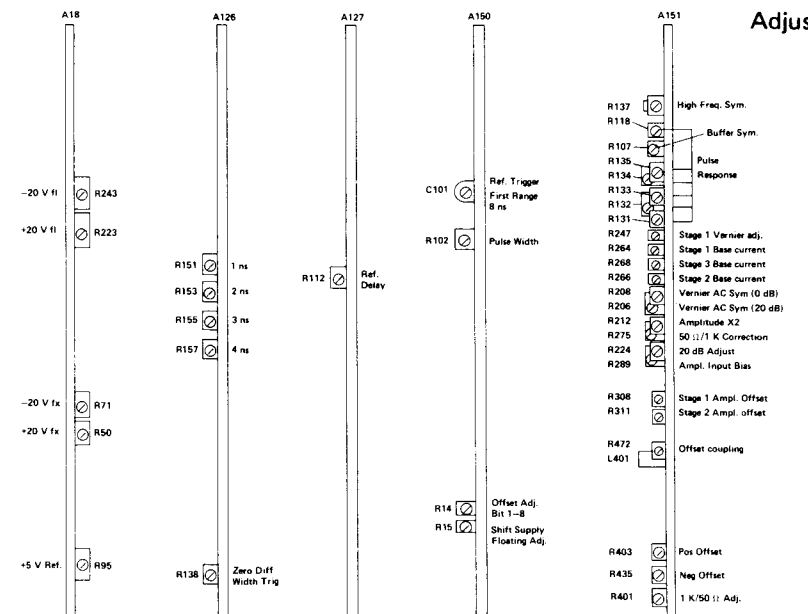 A18
A126
A127
A150
A151
Adjus
-20 V fl R243
+20 V fl R223
-20 V fx R71
+20 V fx R50
+5 V Ref. R95
R151 1 ns
R153 2 ns
R155 3 ns
R157 4 ns
R138 Zero Diff
Width Trig
R112 Ref.
Delay
C101 Ref. Trigger
First Range
8 ns
R102 Pulse Width
R14 Offset Adj.
Bit 1-8
R15 Shift Supply
Floating Adj.
R137 High Freq. Sym.
R118
R107 Buffer Sym.
R135 Pulse
R134 Response
R133
R132
R131
R247 Stage 1 Vernier adj.
R264 Stage 1 Base current
R268 Stage 3 Base current
R266 Stage 2 Base current
R208 Vernier AC Sym (0 dB)
R206 Vernier AC Sym (20 dB)
R212 Amplitude X2
R275 50 Ω/1 K Correction
R224 20 dB Adjust
R289 Ampl. Input Bias
R308 Stage 1 Ampl. Offset
R311 Stage 2 Ampl. offset
R472 Offset coupling
L401
R403 Pos Offset
R435 Neg Offset
R401 1 K/50 Ω Adj.